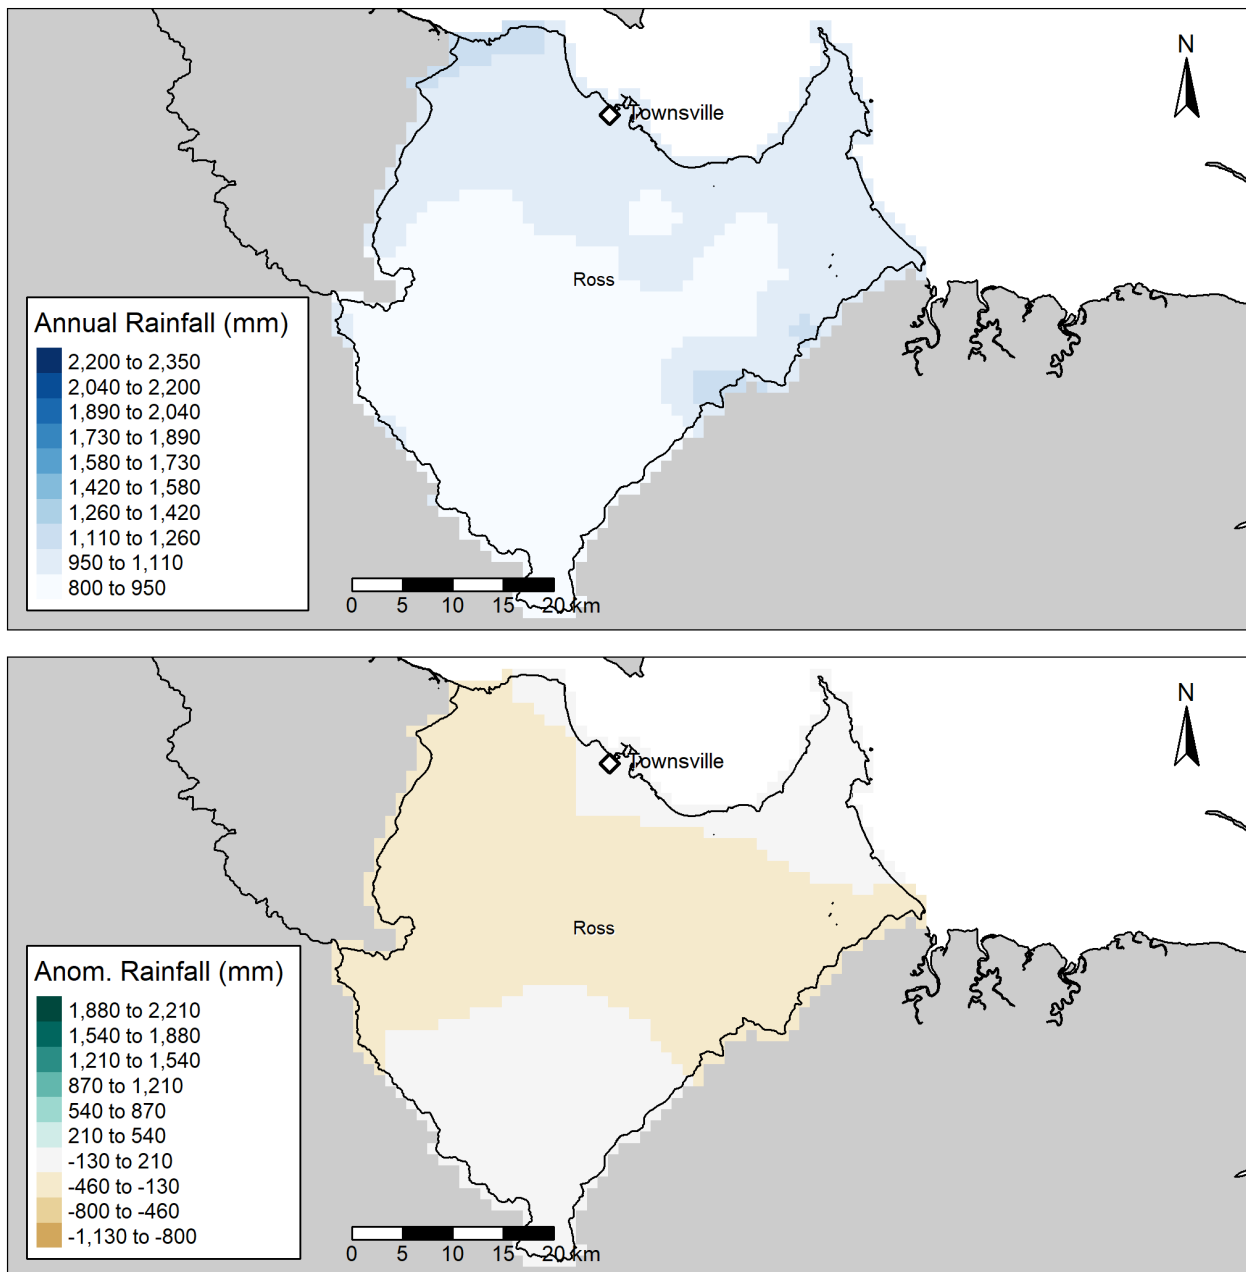 N
Townsville
Ross
Annual Rainfall (mm)
2,200 to 2,350
2,040 to 2,200
1,890 to 2,040
1,730 to 1,890
1,580 to 1,730
1,420 to 1,580
1,260 to 1,420
1,110 to 1,260
950 to 1,110
800 to 950
0 5 10 15 20 km
N
Townsville
Ross
Anom. Rainfall (mm)
1,880 to 2,210
1,540 to 1,880
1,210 to 1,540
870 to 1,210
540 to 870
210 to 540
-130 to 210
-460 to -130
-800 to -460
-1,130 to -800
0 5 10 15 20 km